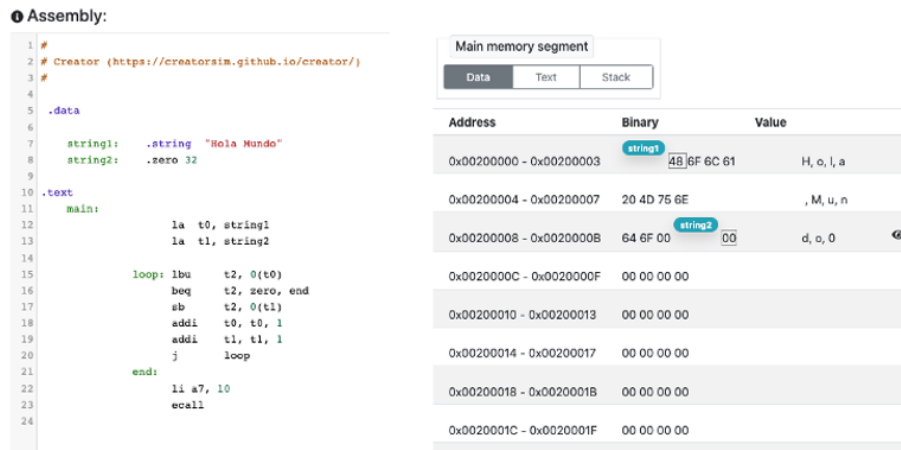 Assembly:
1 #
2 # Creator (https://creatorsim.github.io/creator/)
3 #
4
5 .data
6
7 string1: .string "Hola Mundo"
8 string2: .zero 32
9
10 .text
11 main:
12 la t0, string1
13 la t1, string2
14
15 loop: lbu t2, 0(t0)
16 beq t2, zero, end
17 sb t2, 0(t1)
18 addi t0, t0, 1
19 addi t1, t1, 1
20 j loop
21 end:
22 li a7, 10
23 ecall
24
Main memory segment
Data Text Stack
Address Binary Value
string1
0x00200000 - 0x00200003 48 6F 6C 61 H, o, l, a
0x00200004 - 0x00200007 20 4D 75 6E , M, u, n
string2
0x00200008 - 0x0020000B 64 6F 00 00 d, o, 0
0x0020000C - 0x0020000F 00 00 00 00
0x00200010 - 0x00200013 00 00 00 00
0x00200014 - 0x00200017 00 00 00 00
0x00200018 - 0x0020001B 00 00 00 00
0x0020001C - 0x0020001F 00 00 00 00